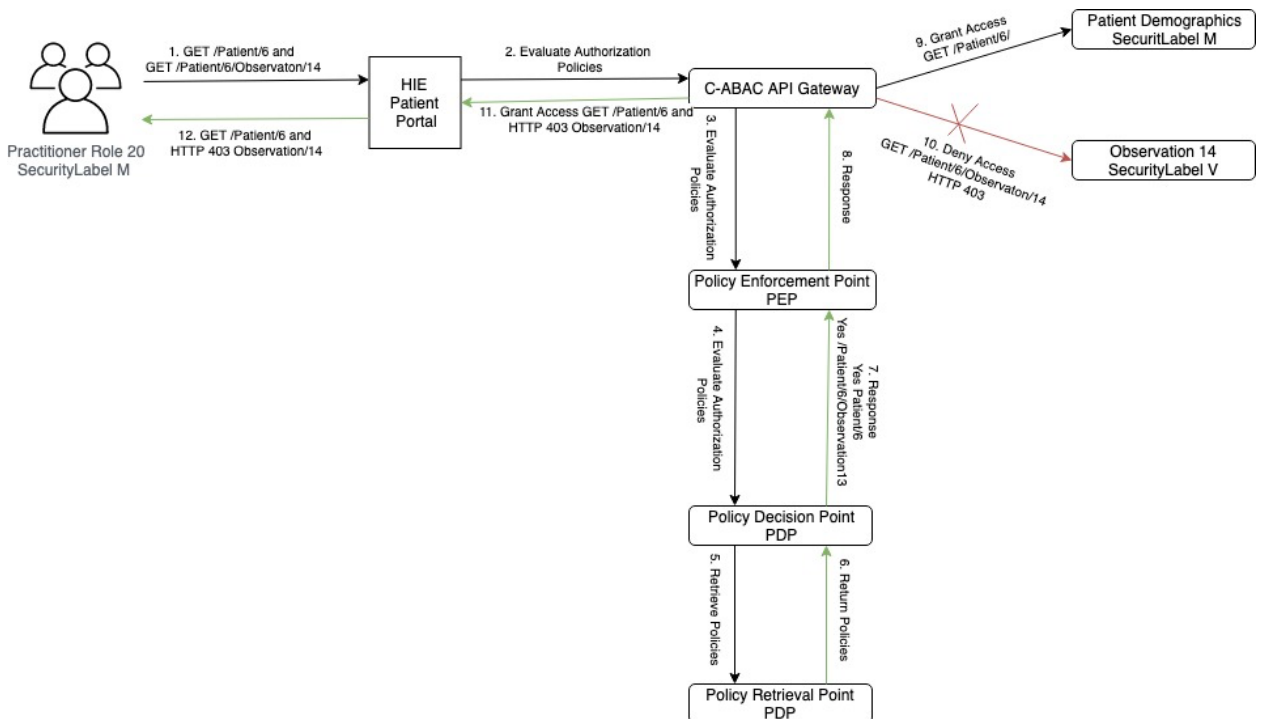 1. GET /Patient/6 and
GET /Patient/6/Observaton/14
2. Evaluate Authorization
Policies
9. Grant Access
GET /Patient/6/
Patient Demographics
SecuritLabel M
HIE
Patient
Portal
C-ABAC API Gateway
11. Grant Access GET /Patient/6 and
HTTP 403 Observation/14
12. GET /Patient/6 and
HTTP 403 Observation/14
Practitioner Role 20
SecurityLabel M
10. Deny Access
GET /Patient/6/Observaton/14
HTTP 403
Observation 14
SecurityLabel V
3. Evaluate Authorization
Policies
8. Response
Policy Enforcement Point
PEP
4. Evaluate Authorization
Policies
7. Response
Yes Patient/6
Yes /Patient/6/Observation13
Policy Decision Point
PDP
5. Retrieve Policies
6. Return Policies
Policy Retrieval Point
PDP